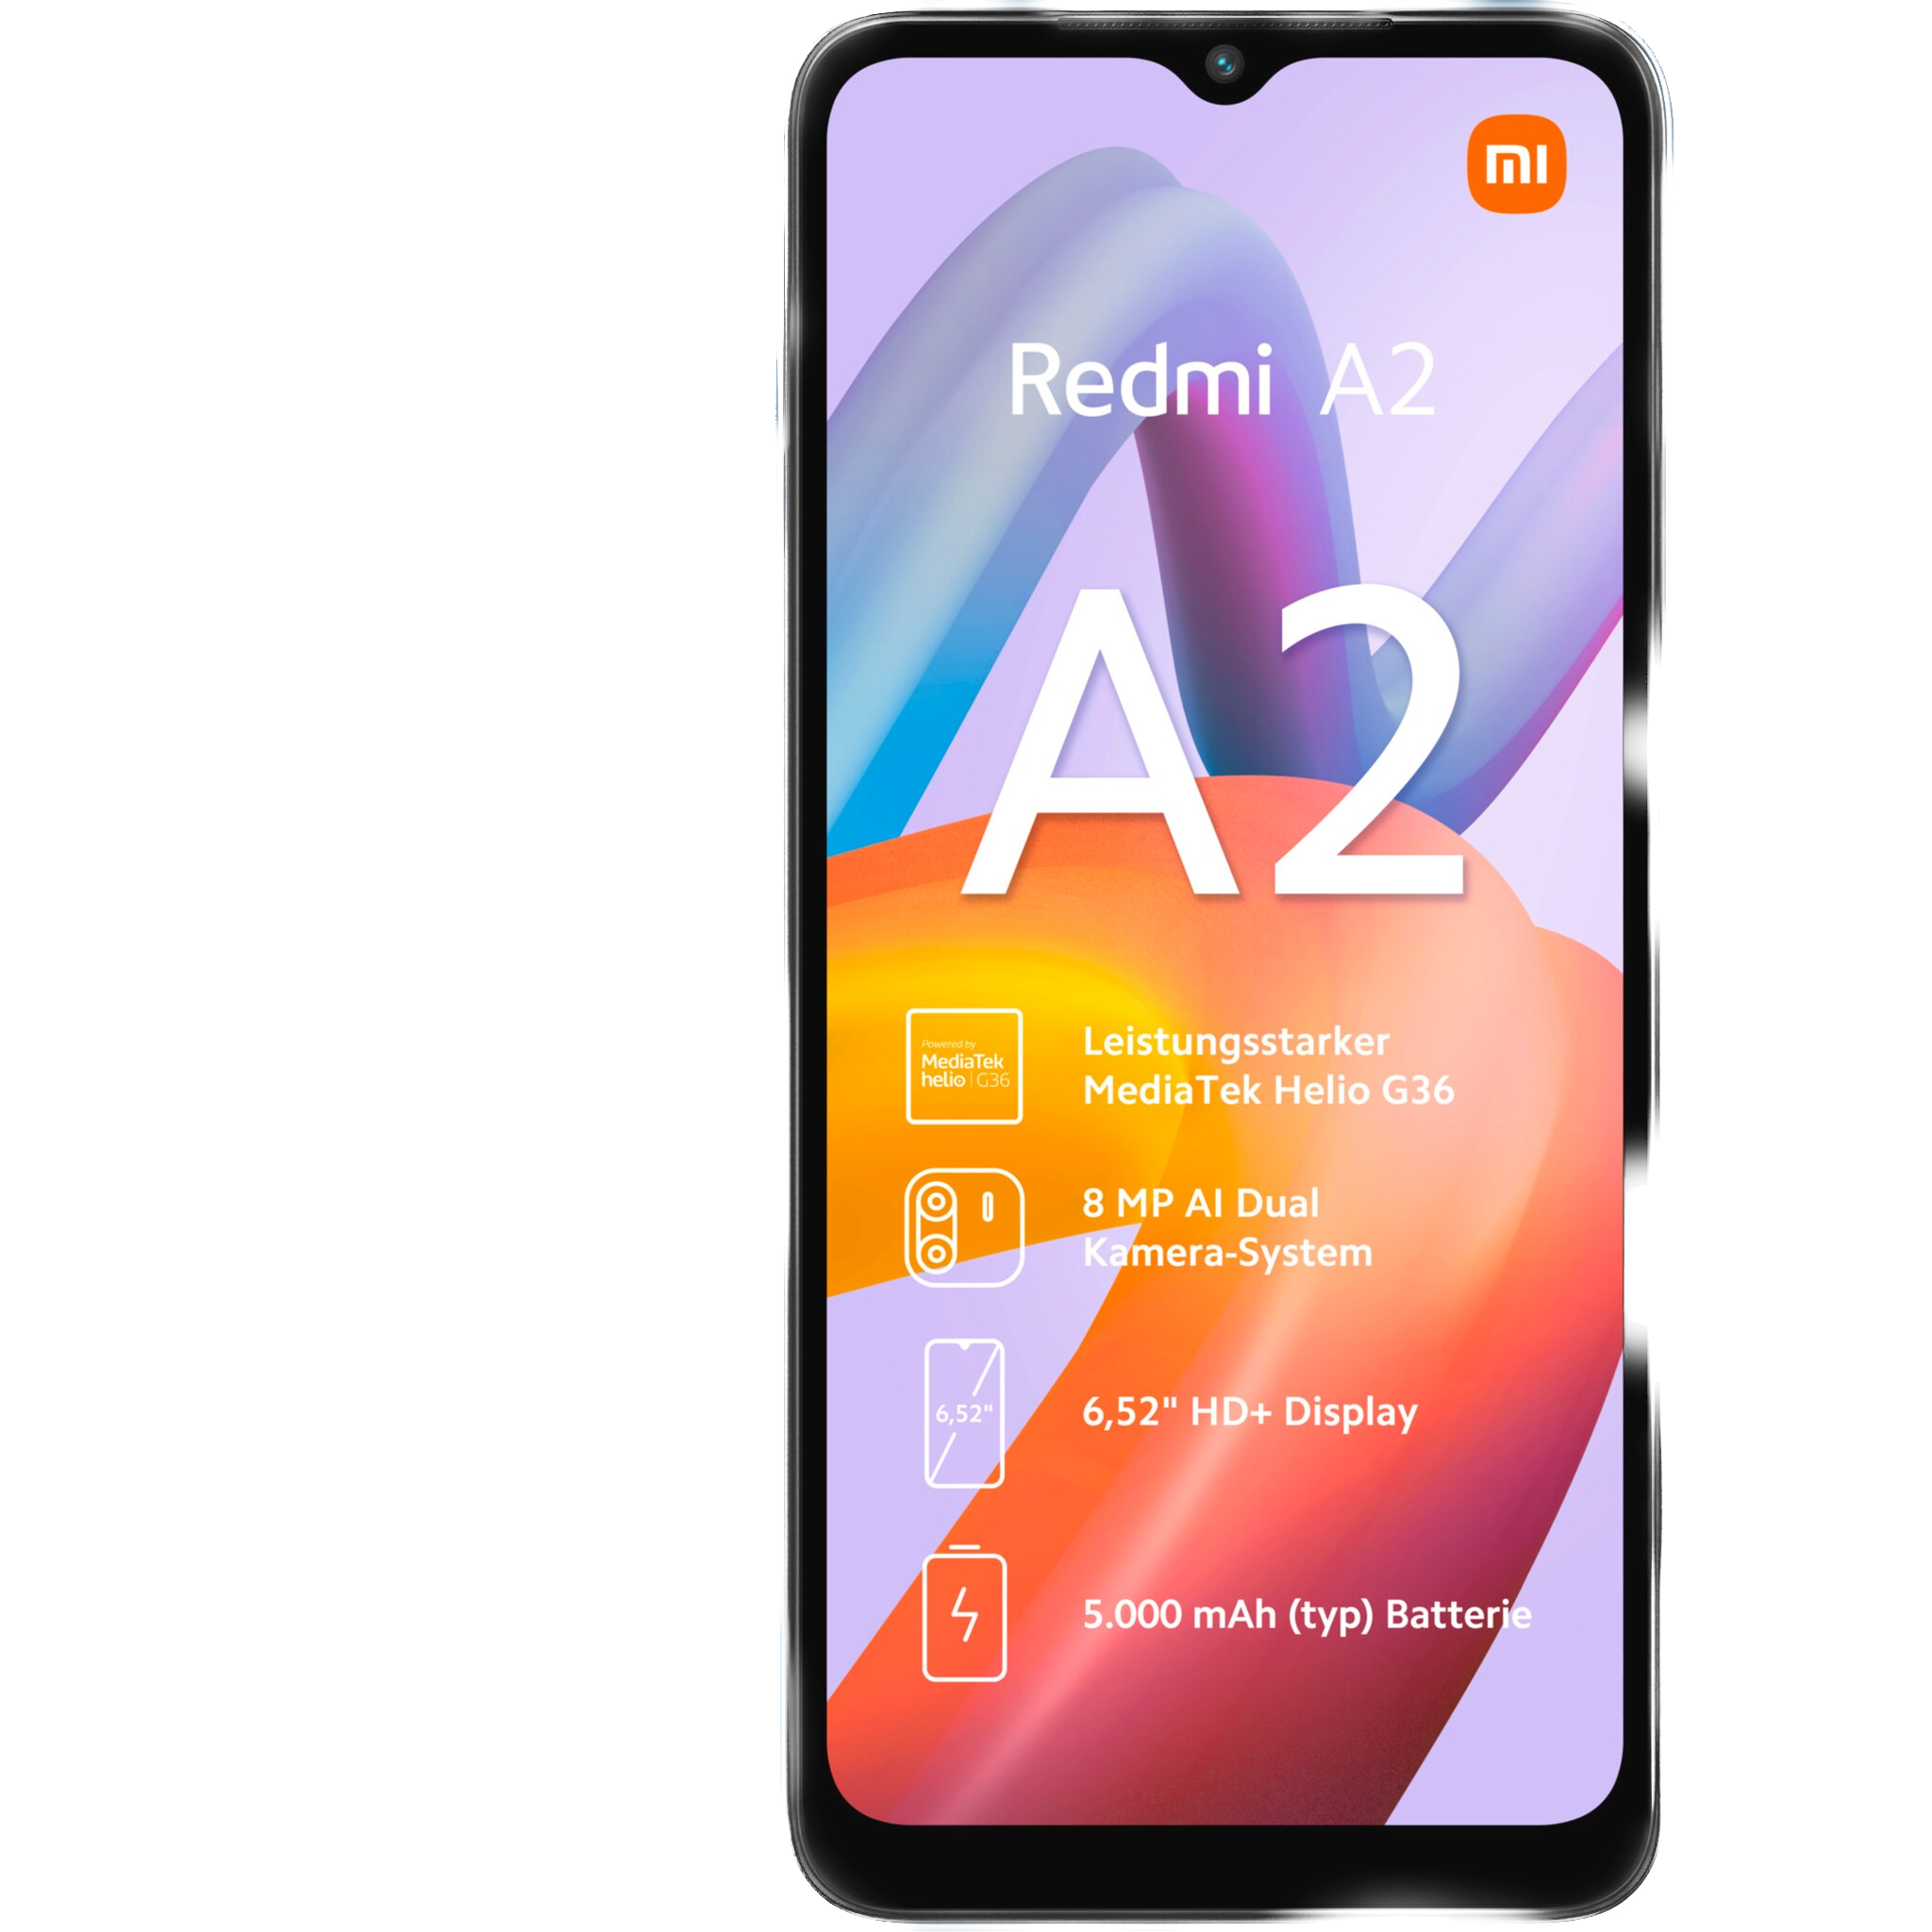 mi
Redmi A2
A2
Powered by
MediaTek
helio | G36
Leistungsstarker
MediaTek Helio G36
8 MP AI Dual
Kamera-System
6,52"
6,52" HD+ Display
5.000 mAh (typ) Batterie